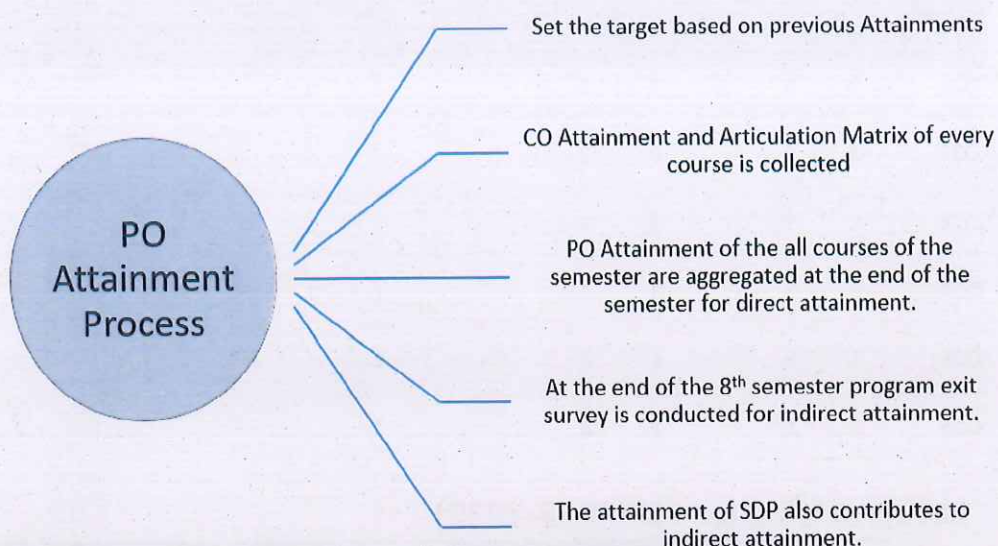 Set the target based on previous Attainments
CO Attainment and Articulation Matrix of every
course is collected
PO
Attainment
Process
PO Attainment of the all courses of the
semester are aggregated at the end of the
semester for direct attainment.
At the end of the 8th semester program exit
survey is conducted for indirect attainment.
The attainment of SDP also contributes to
indirect attainment.